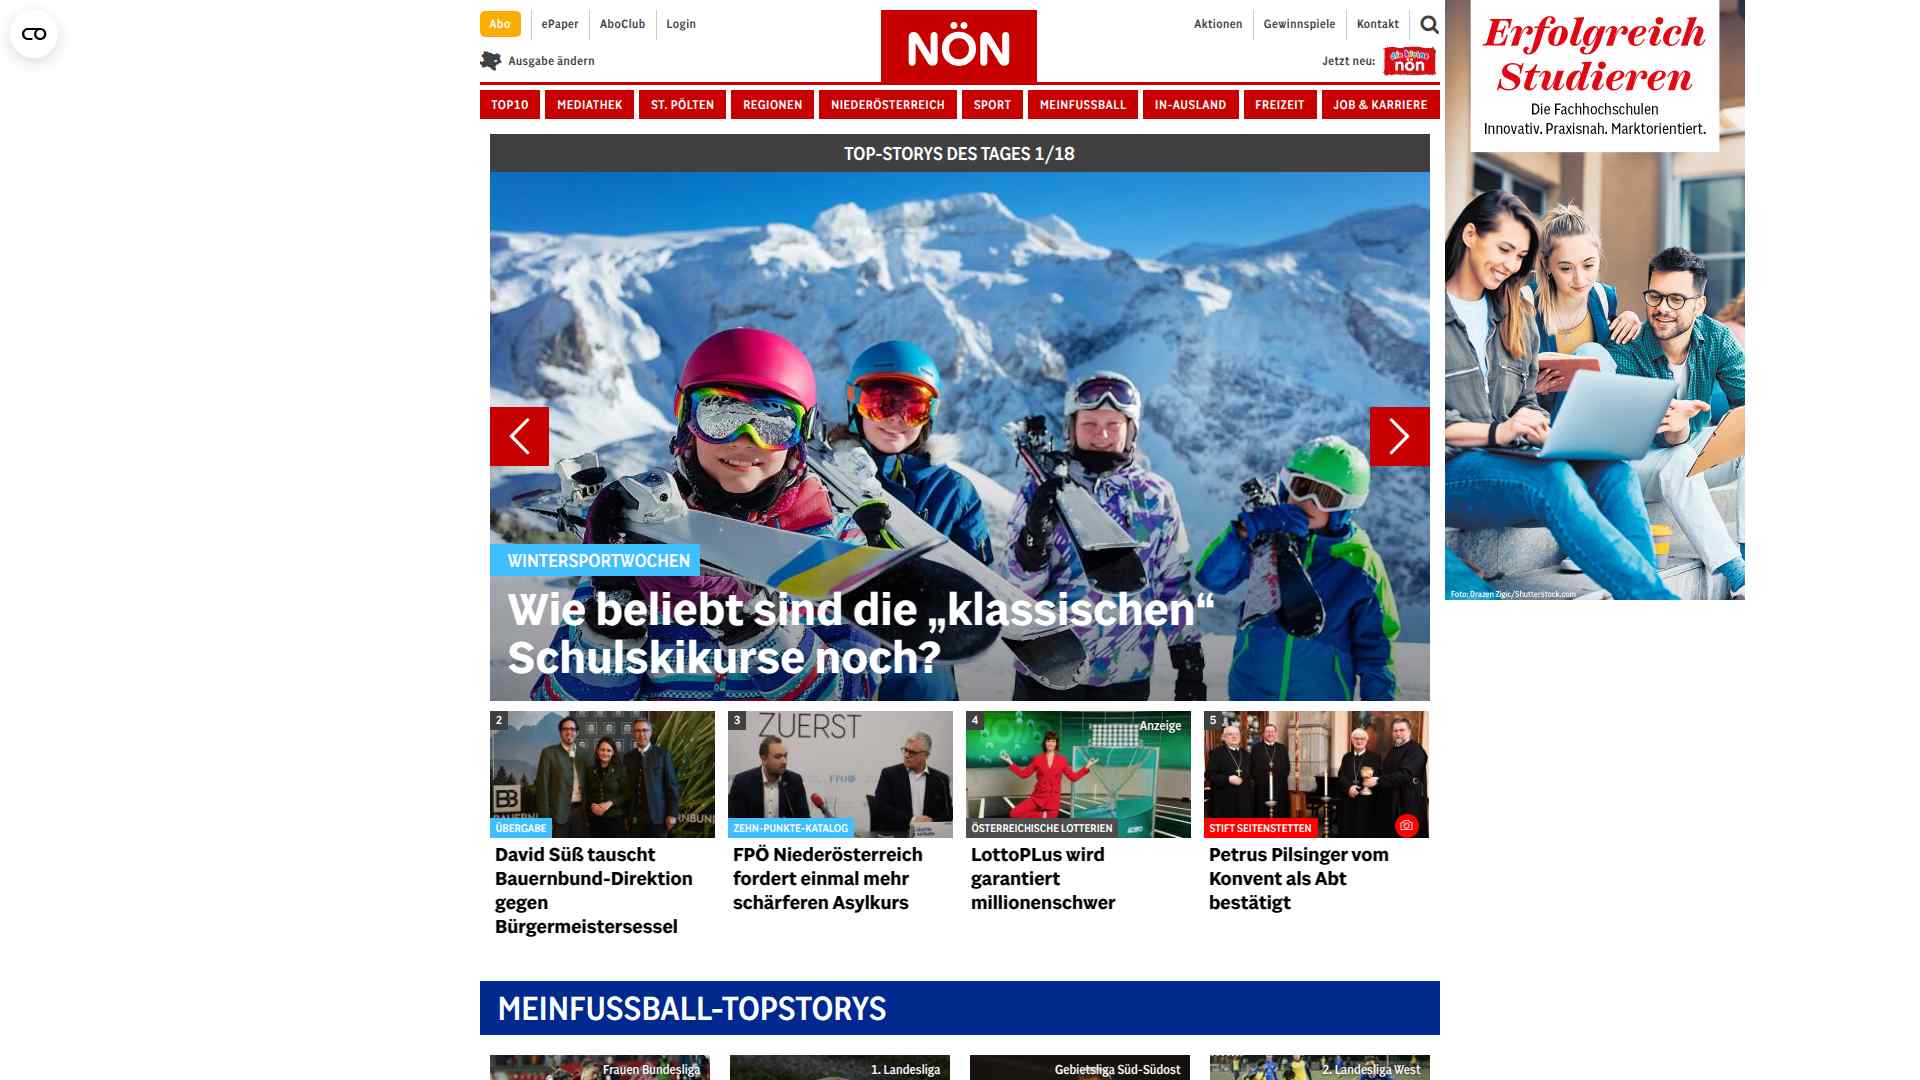 Abo
ePaper
AboClub
Login
Aktionen
Gewinnspiele
Kontakt
NÖN
Ausgabe ändern
Jetzt neu:
die kleine
nön
TOP10
MEDIATHEK
ST. PÖLTEN
REGIONEN
NIEDERÖSTERREICH
SPORT
MEINFUSSBALL
IN-AUSLAND
FREIZEIT
JOB & KARRIERE
Erfolgreich
Studieren
Die Fachhochschulen
Innovativ. Praxisnah. Marktorientiert.
Foto: Drazen Zigic/Shutterstock.com
TOP-STORYS DES TAGES 1/18
WINTERSPORTWOCHEN
Wie beliebt sind die „klassischen“
Schulskikurse noch?
2
ÜBERGABE
David Süß tauscht
Bauernbund-Direktion
gegen
Bürgermeistersessel
3
ZUERST
FPÖ
ZEHN-PUNKTE-KATALOG
FPÖ Niederösterreich
fordert einmal mehr
schärferen Asylkurs
4
Anzeige
ÖSTERREICHISCHE LOTTERIEN
LottoPLus wird
garantiert
millionenschwer
5
STIFT SEITENSTETTEN
Petrus Pilsinger vom
Konvent als Abt
bestätigt
MEINFUSSBALL-TOPSTORYS
Frauen Bundesliga
1. Landesliga
Gebietsliga Süd-Südost
2. Landesliga West